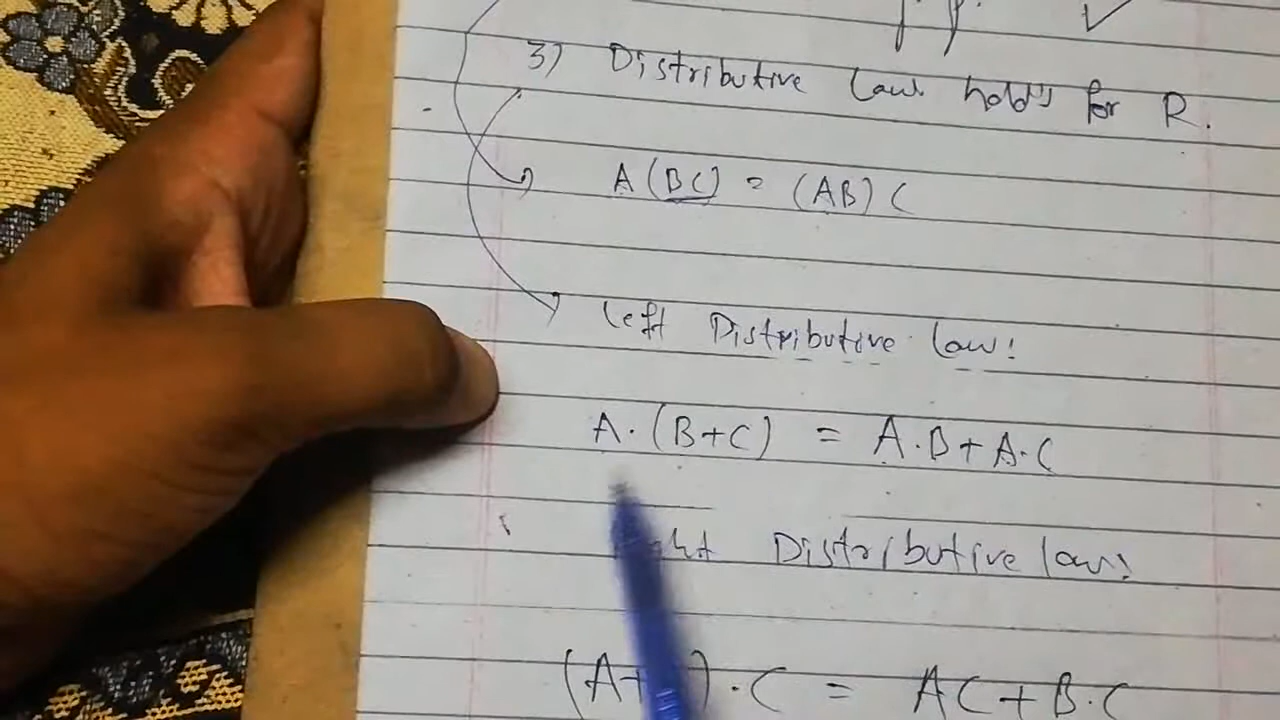 3) Distributive law holds for R.
A(BC) = (AB) C
Left Distributive law:
A.(B+C) = A.B+A.C
Distributive law:
.C = AC+B.C